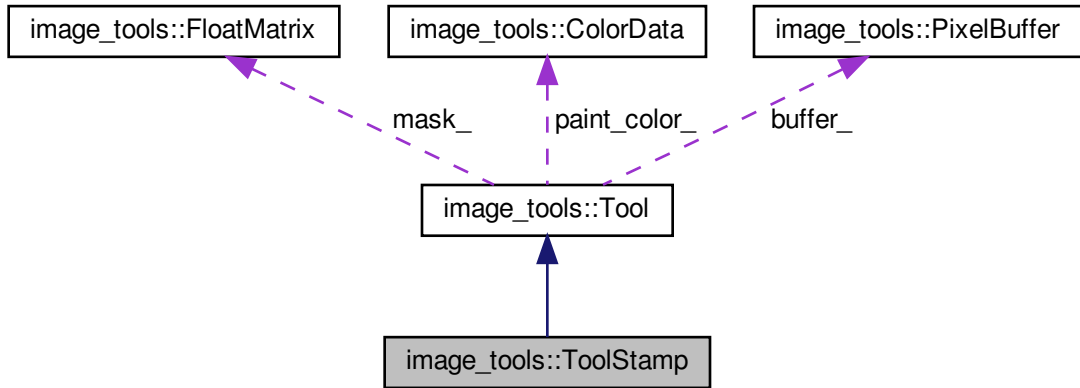 image_tools::FloatMatrix
image_tools::ColorData
image_tools::PixelBuffer
mask_
paint_color_
buffer_
image_tools::Tool
image_tools::ToolStamp